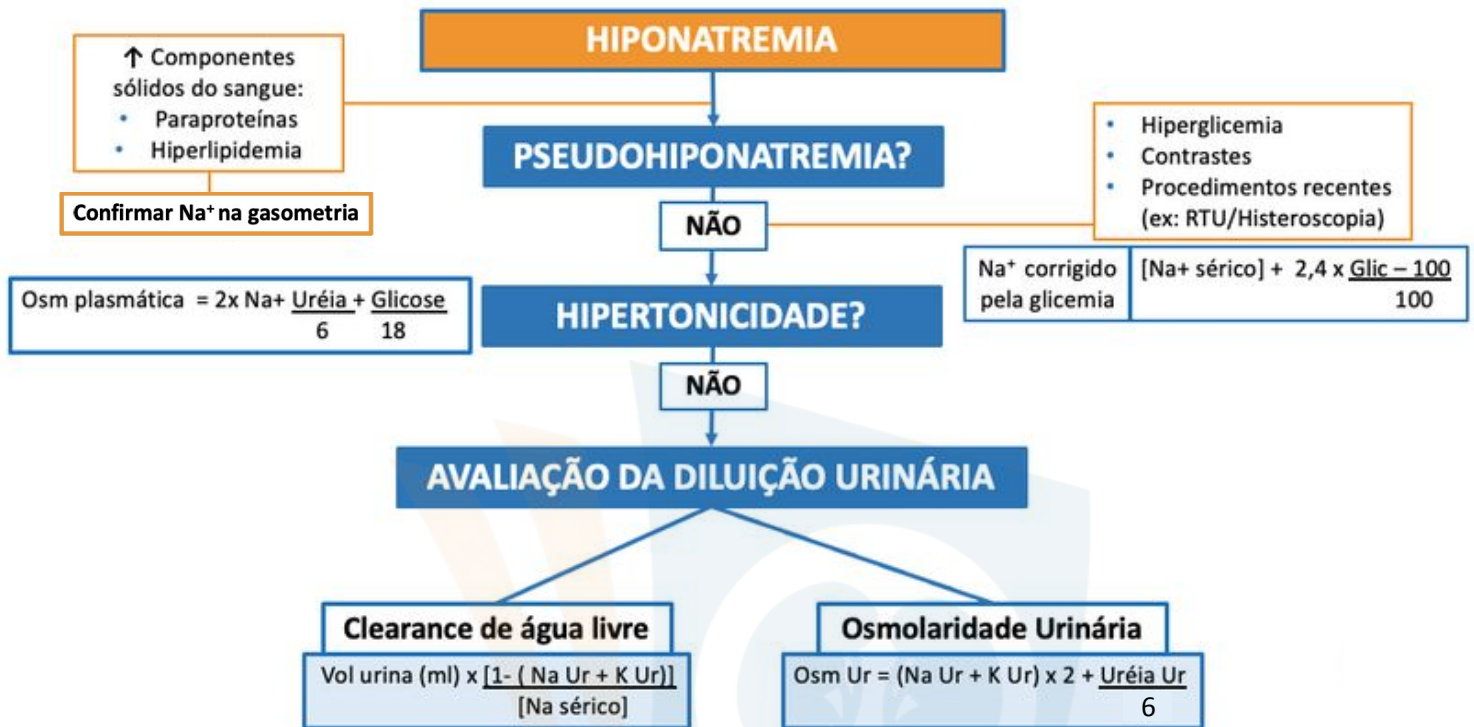 HIPONATREMIA
↑ Componentes
sólidos do sangue:
• Paraproteínas
• Hiperlipidemia
Confirmar Na⁺ na gasometria
PSEUDOHIPONATREMIA?
• Hiperglicemia
• Contrastes
• Procedimentos recentes
(ex: RTU/Histeroscopia)
NÃO
Na⁺ corrigido
pela glicemia
[Na+ sérico] + 2,4 x Glic – 100
100
Osm plasmática = 2x Na+ Uréia + Glicose
6 18
HIPERTONICIDADE?
NÃO
AVALIAÇÃO DA DILUIÇÃO URINÁRIA
Clearance de água livre
Vol urina (ml) x [1- ( Na Ur + K Ur)]
[Na sérico]
Osmolaridade Urinária
Osm Ur = (Na Ur + K Ur) x 2 + Uréia Ur
6